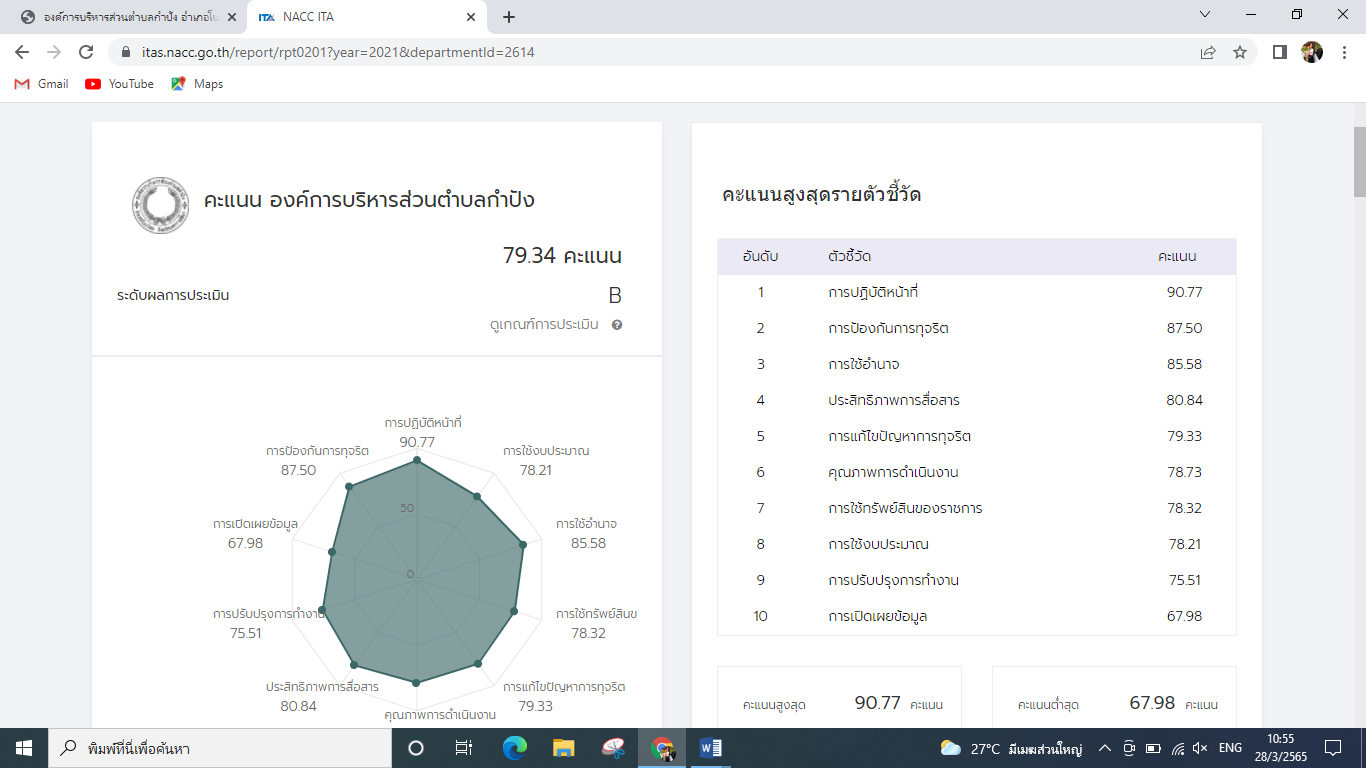 องค์การบริหารส่วนตำบลกำปัง อำเภอโน
ITA NACC ITA
itas.nacc.go.th/report/rpt0201?year=2021&departmentId=2614
Gmail YouTube Maps
คะแนน องค์การบริหารส่วนตำบลกำปัง
79.34 คะแนน
ระดับผลการประเมิน B
ดูเกณฑ์การประเมิน ?
การปฏิบัติหน้าที่
90.77
การป้องกันการทุจริต
87.50
การใช้งบประมาณ
78.21
50
การเปิดเผยข้อมูล
67.98
การใช้อำนาจ
85.58
0
การปรับปรุงการทำงาน
75.51
การใช้ทรัพย์สินข
78.32
ประสิทธิภาพการสื่อสาร
80.84
การแก้ไขปัญหาการทุจริต
79.33
คุณภาพการดำเนินงาน
คะแนนสูงสุดรายตัวชี้วัด
อันดับ ตัวชี้วัด คะแนน
1 การปฏิบัติหน้าที่ 90.77
2 การป้องกันการทุจริต 87.50
3 การใช้อำนาจ 85.58
4 ประสิทธิภาพการสื่อสาร 80.84
5 การแก้ไขปัญหาการทุจริต 79.33
6 คุณภาพการดำเนินงาน 78.73
7 การใช้ทรัพย์สินของราชการ 78.32
8 การใช้งบประมาณ 78.21
9 การปรับปรุงการทำงาน 75.51
10 การเปิดเผยข้อมูล 67.98
คะแนนสูงสุด 90.77 คะแนน
คะแนนต่ำสุด 67.98 คะแนน
พิมพ์ที่นี่เพื่อค้นหา
27°C มีเมฆส่วนใหญ่
ENG
10:55
28/3/2565